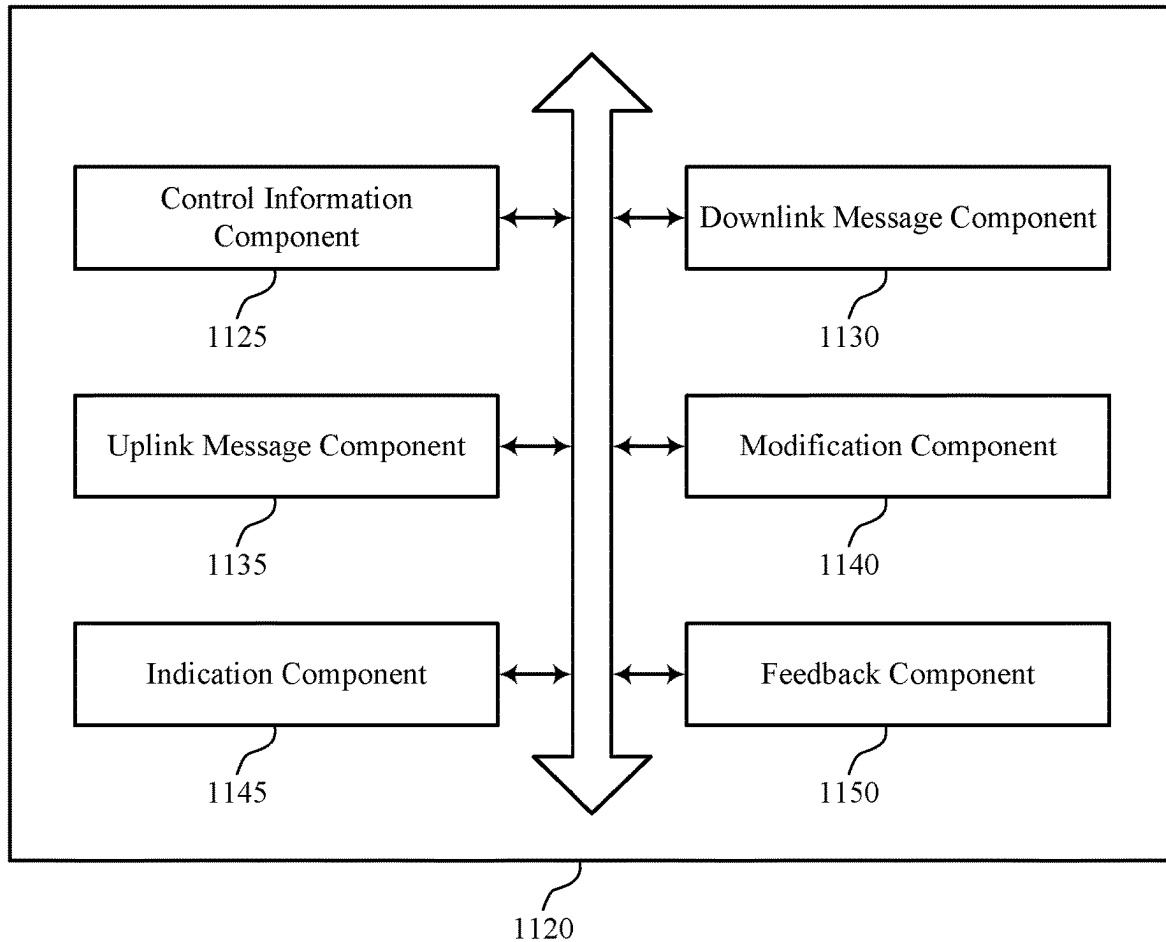 Control Information
Component
1125
Downlink Message Component
1130
Uplink Message Component
1135
Modification Component
1140
Indication Component
1145
Feedback Component
1150
1120